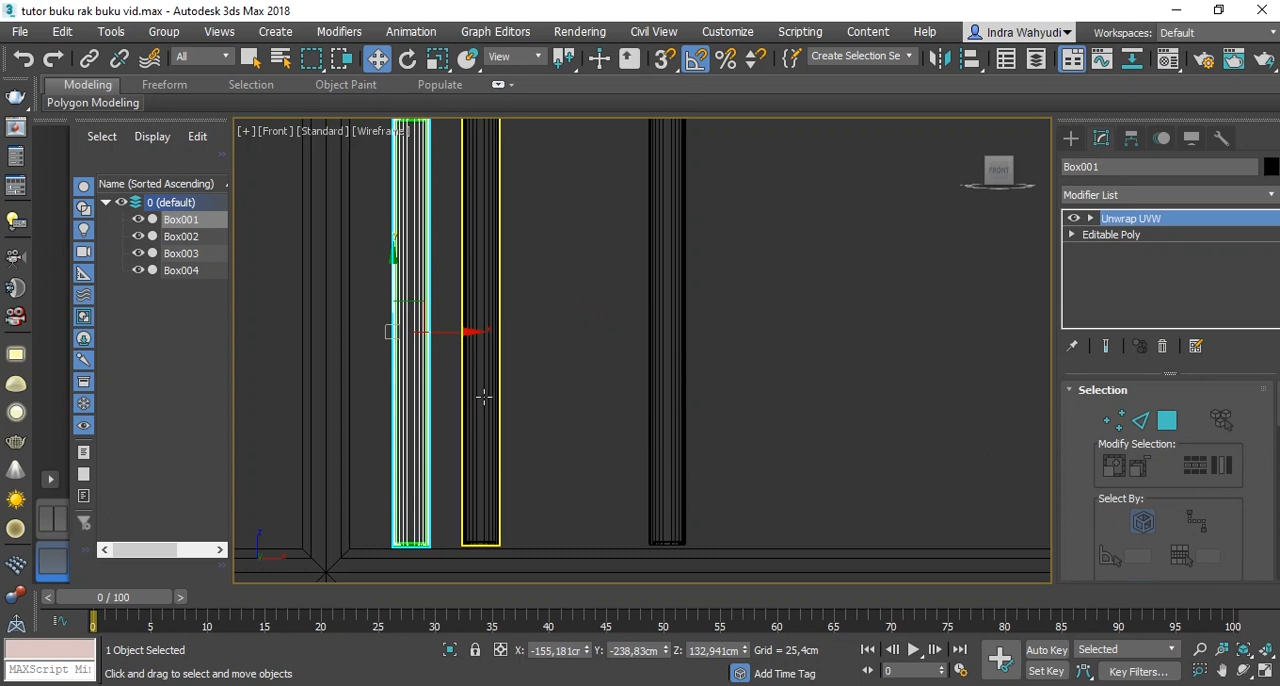 tutor buku rak buku vid.max - Autodesk 3ds Max 2018
File Edit Tools Group Views Create Modifiers Animation Graph Editors Rendering Civil View Customize Scripting Content Help Indra Wahyudi Workspaces: Default
All View Create Selection Se
Modeling Freeform Selection Object Paint Populate
Polygon Modeling
Select Display Edit
[+] [Front] [Standard] [Wireframe]
FRONT
Name (Sorted Ascending)
0 (default)
Box001
Box002
Box003
Box004
Box001
Modifier List
Unwrap UVW
Editable Poly
Selection
Modify Selection:
Select By:
z
x
0 / 100
0 5 10 15 20 25 30 35 40 45 50 55 60 65 70 75 80 85 90 95 100
1 Object Selected
X: -155,181cr Y: -238,83cm Z: 132,941cm Grid = 25,4cm
Auto Key Selected
MAXScript Mi:
Click and drag to select and move objects
Add Time Tag
0
Set Key Key Filters...